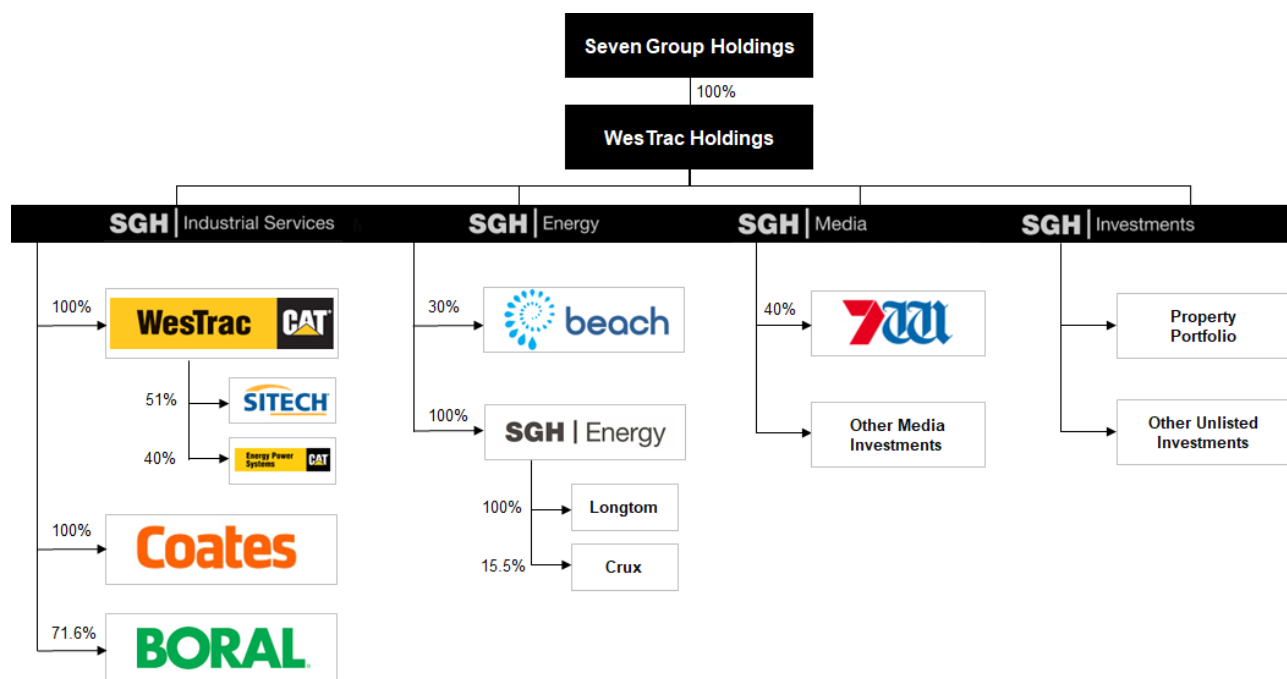 Seven Group Holdings
100%
WesTrac Holdings
SGH | Industrial Services
SGH | Energy
SGH | Media
SGH | Investments
100%
WesTrac CAT
30%
beach
40%
7
Property
Portfolio
51%
SITECH
100%
SGH | Energy
Other Media
Investments
Other Unlisted
Investments
40%
Energy Power
Systems
CAT
100%
Longtom
100%
Coates
15.5%
Crux
71.6%
BORAL